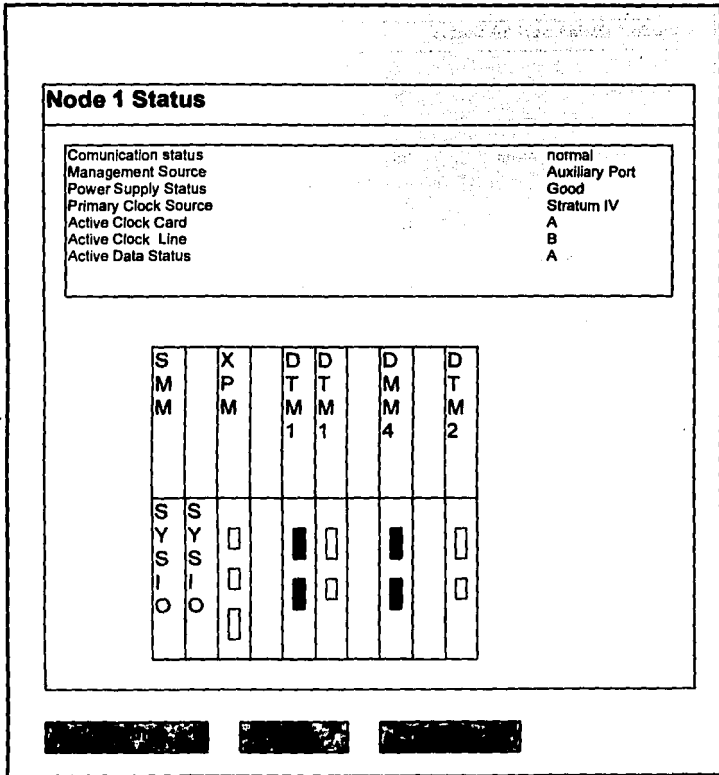 Node 1 Status
Comunication status normal
Management Source Auxiliary Port
Power Supply Status Good
Primary Clock Source Stratum IV
Active Clock Card A
Active Clock Line B
Active Data Status A
SMM
XPM
DTM1
DTM1
DMM4
DTM2
SYSIO
SYSIO